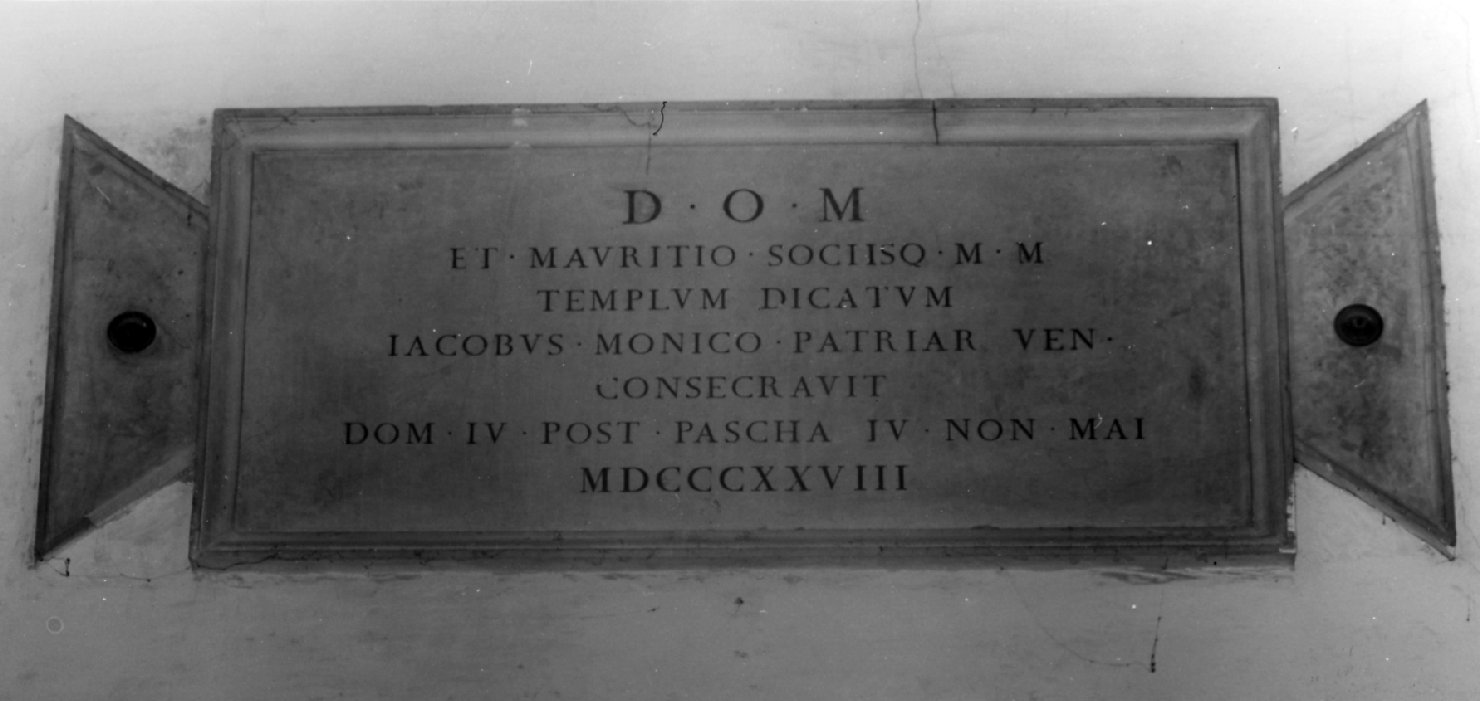 D · O · M
ET · MAVRITIO · SOCIISQ · M · M
TEMPLVM DICATVM
IACOBVS · MONICO · PATRIAR VEN ·
CONSECRAVIT
DOM · IV · POST · PASCHA IV · NON · MAI
MDCCCXXVIII